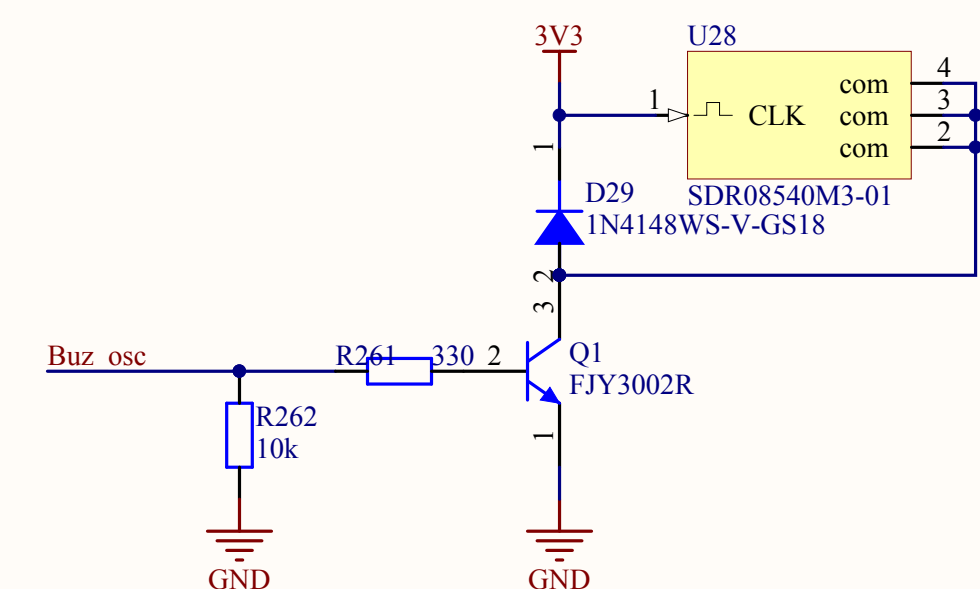 3V3
U28
1
CLK
com
4
com
3
com
2
SDR08540M3-01
1
D29
1N4148WS-V-GS18
2
3
Buz_osc
R261
330
2
Q1
FJY3002R
R262
10k
1
GND
GND